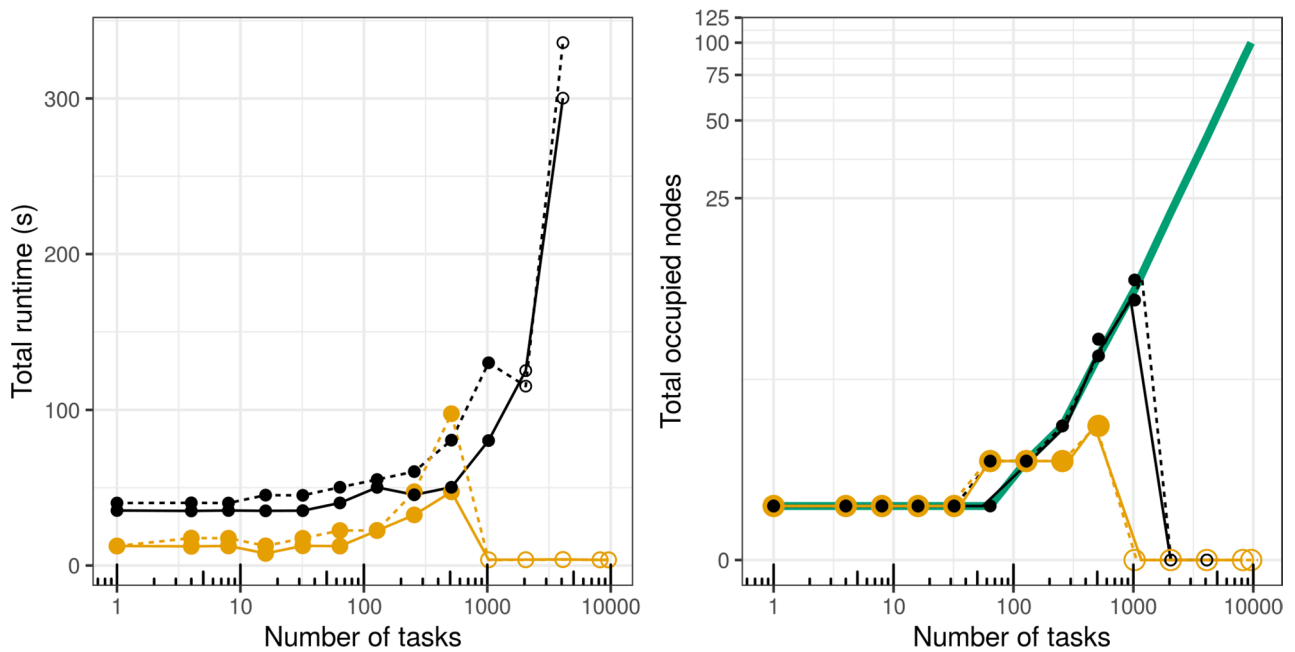 Total runtime (s)
300
200
100
0
1 10 100 1000 10000
Number of tasks
Total occupied nodes
125
100
75
50
25
0
1 10 100 1000 10000
Number of tasks